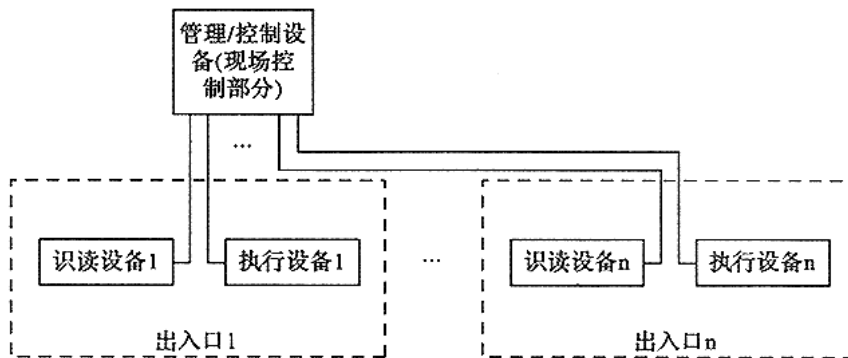 管理/控制设
备(现场控
制部分)
...
识读设备1
执行设备1
...
识读设备n
执行设备n
出入口1
出入口n